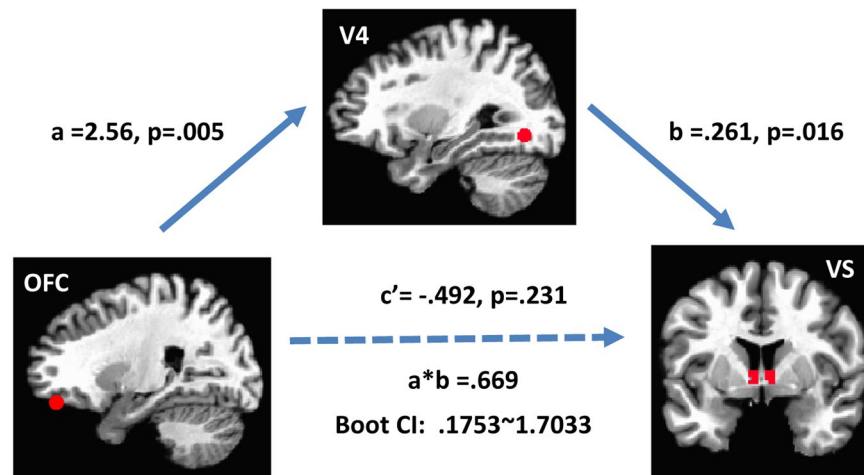 V4
a =2.56, p=.005
b =.261, p=.016
OFC
VS
c’= -.492, p=.231
a*b =.669
Boot CI:  .1753~1.7033